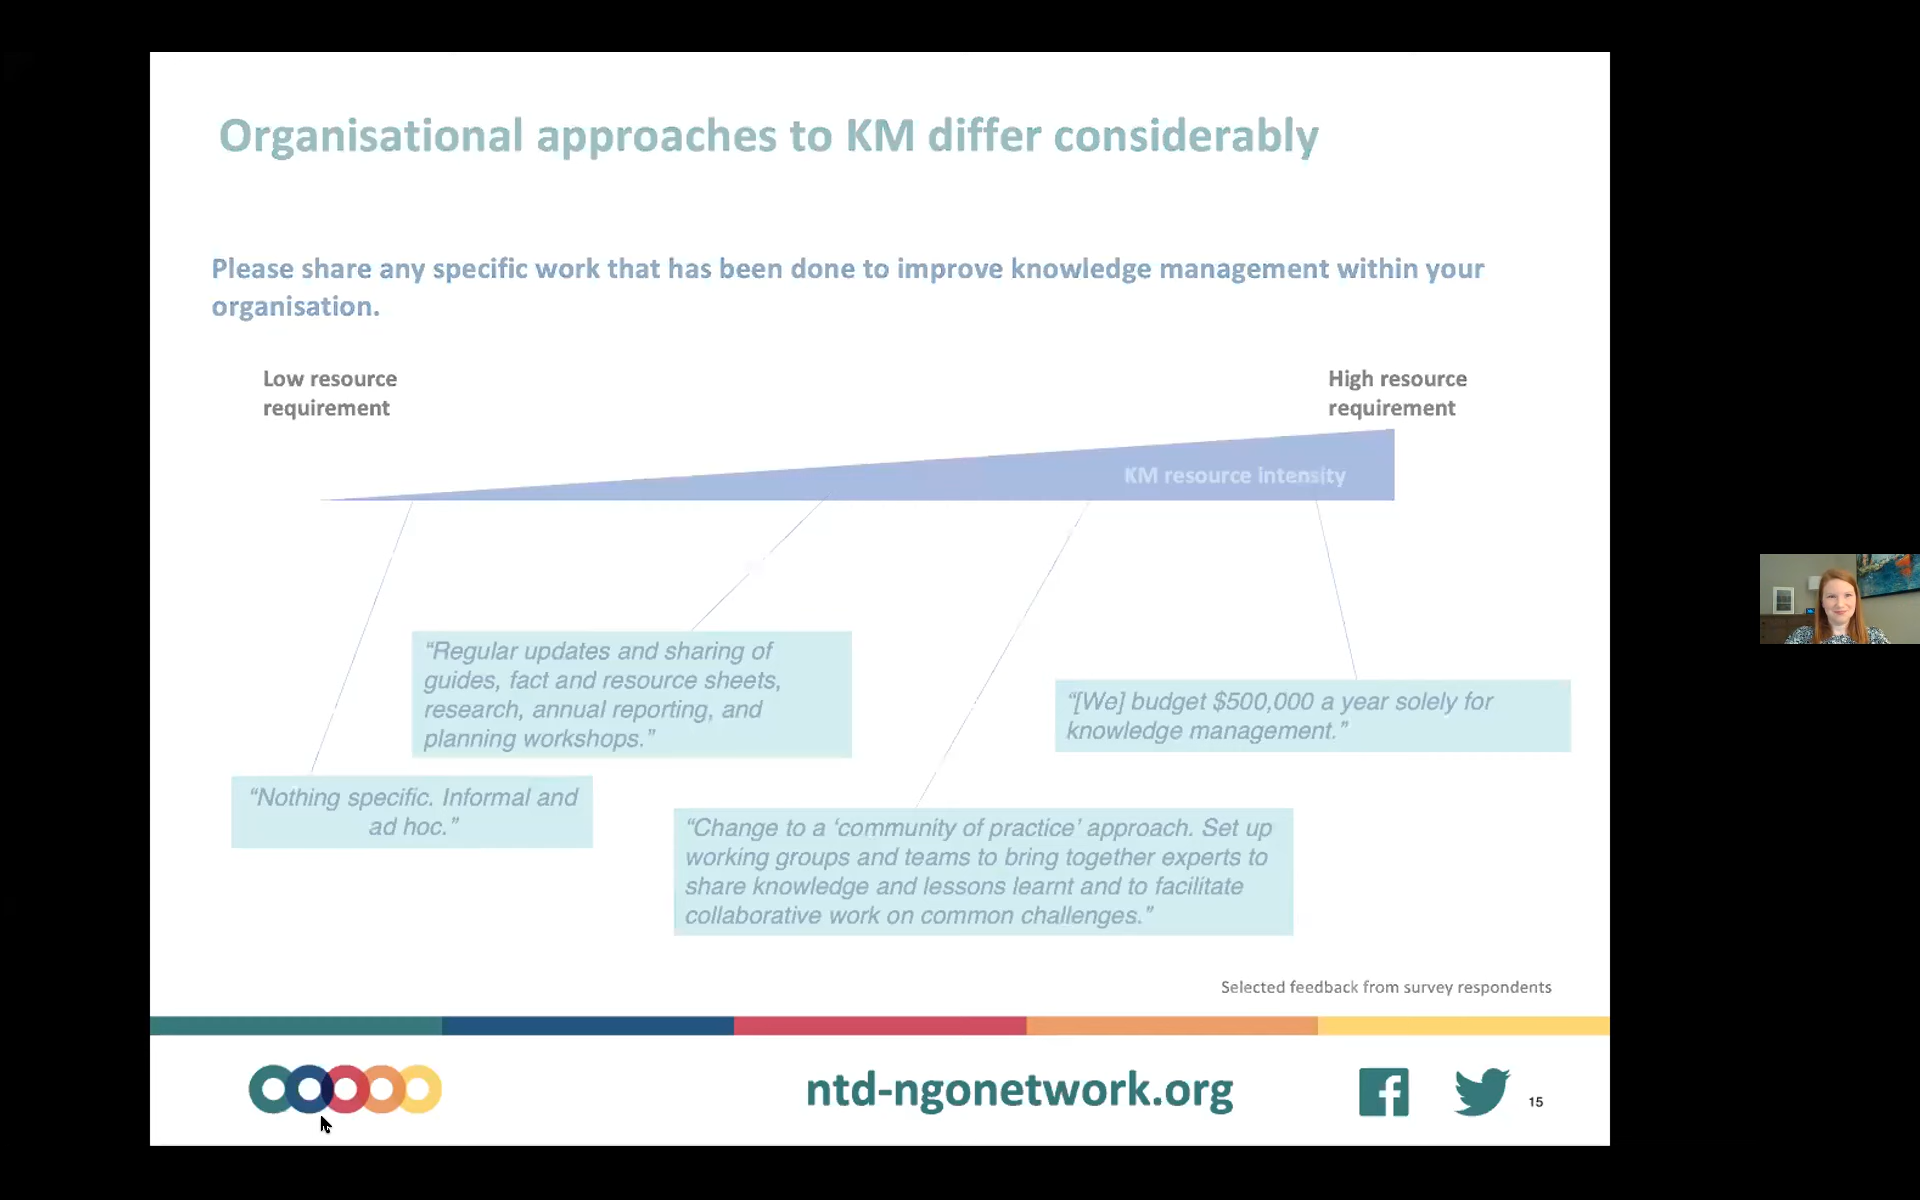 Organisational approaches to KM differ considerably
Please share any specific work that has been done to improve knowledge management within your
organisation.
Low resource
requirement
High resource
requirement
KM resource intensity
“Regular updates and sharing of
guides, fact and resource sheets,
research, annual reporting, and
planning workshops.”
“[We] budget $500,000 a year solely for
knowledge management.”
“Nothing specific. Informal and
ad hoc.”
“Change to a ‘community of practice’ approach. Set up
working groups and teams to bring together experts to
share knowledge and lessons learnt and to facilitate
collaborative work on common challenges.”
Selected feedback from survey respondents
ntd-ngonetwork.org
15